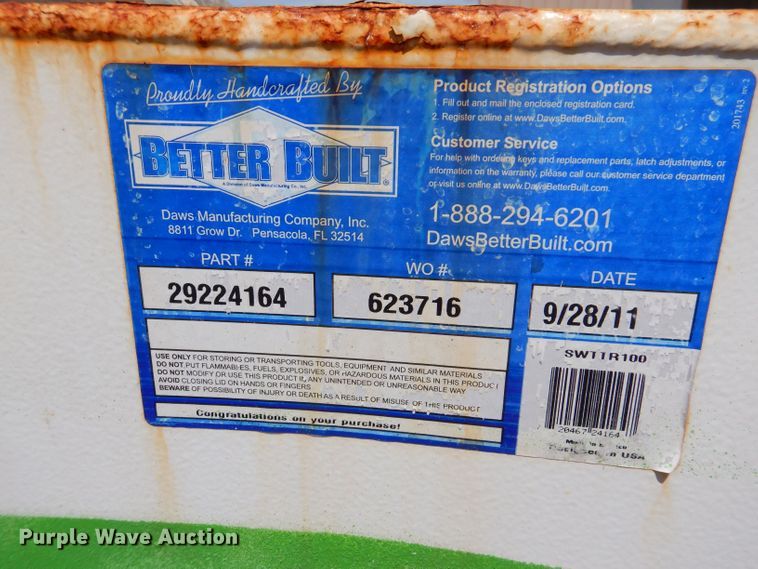 Proudly Handcrafted By
BETTER BUILT®
A Division of Daws Manufacturing Co., Inc.
Daws Manufacturing Company, Inc.
8811 Grow Dr. Pensacola, FL 32514
Product Registration Options
1. Fill out and mail the enclosed registration card.
2. Register online at www.DawsBetterBuilt.com.
Customer Service
For help with ordering keys and replacement parts, latch adjustments, or
information on the warranty, please call our customer service department
or visit us online at www.DawsBetterBuilt.com.
1-888-294-6201
DawsBetterBuilt.com
201743
PART #
29224164
WO #
623716
DATE
9/28/11
USE ONLY FOR STORING OR TRANSPORTING TOOLS, EQUIPMENT AND SIMILAR MATERIALS
DO NOT PUT FLAMMABLES, FUELS, EXPLOSIVES, OR HAZARDOUS MATERIALS IN THIS PRODUCT
DO NOT MODIFY OR USE THIS PRODUCT IN ANY UNINTENDED OR UNREASONABLE WAY
AVOID CLOSING LID ON HANDS OR FINGERS
BEWARE OF POSSIBILITY OF INJURY OR DEATH AS A RESULT OF MISUSE OF THIS PRODUCT
Congratulations on your purchase!
SWT1R100
20467 24164
USA
Purple Wave Auction